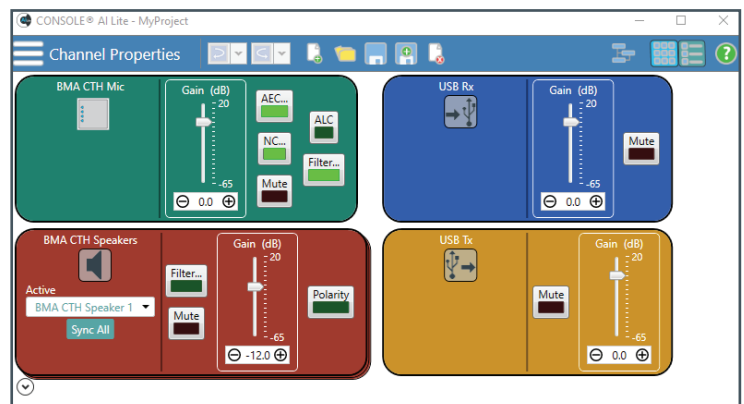 CONSOLE® AI Lite - MyProject
Channel Properties
?
BMA CTH Mic
Gain (dB)
20
-65
0.0
AEC...
ALC
NC...
Filter...
Mute
USB Rx
Gain (dB)
20
-65
0.0
Mute
BMA CTH Speakers
Active
BMA CTH Speaker 1
Sync All
Filter...
Mute
Gain (dB)
20
-65
-12.0
Polarity
USB Tx
Mute
Gain (dB)
20
-65
0.0